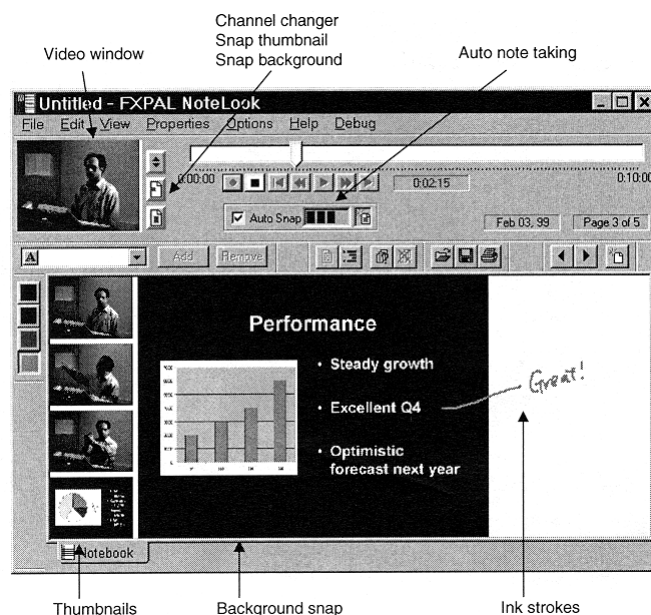 Channel changer
Snap thumbnail
Snap background
Video window
Auto note taking
Untitled - FXPAL NoteLook
File Edit View Properties Options Help Debug
0:00:00
0:10:00
0:02:15
Auto Snap
Feb 03, 99
Page 3 of 5
A
Add
Remove
Performance
• Steady growth
• Excellent Q4
• Optimistic
forecast next year
Great!
Notebook
Thumbnails
Background snap
Ink strokes